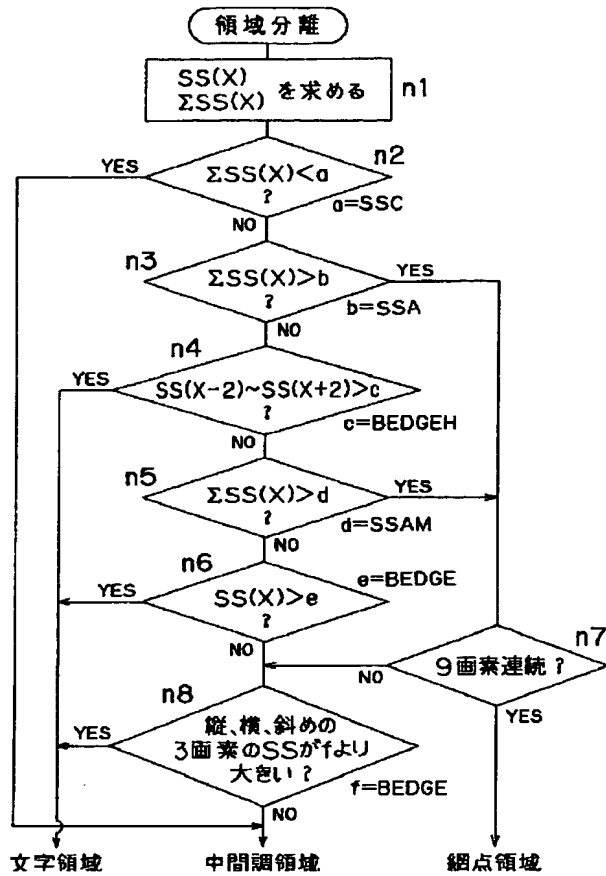 領域分離
SS(X)
ΣSS(X) を求める
n1
n2
YES
ΣSS(X)<a
?
a=SSC
NO
n3
ΣSS(X)>b
?
YES
b=SSA
NO
n4
YES
SS(X-2)~SS(X+2)>c
?
c=BEDGEH
NO
n5
ΣSS(X)>d
?
YES
d=SSAM
NO
n6
YES
SS(X)>e
?
e=BEDGE
NO
n7
9画素連続?
NO
YES
n8
YES
縦、横、斜めの
3画素のSSがfより
大きい?
f=BEDGE
NO
文字領域
中間調領域
網点領域